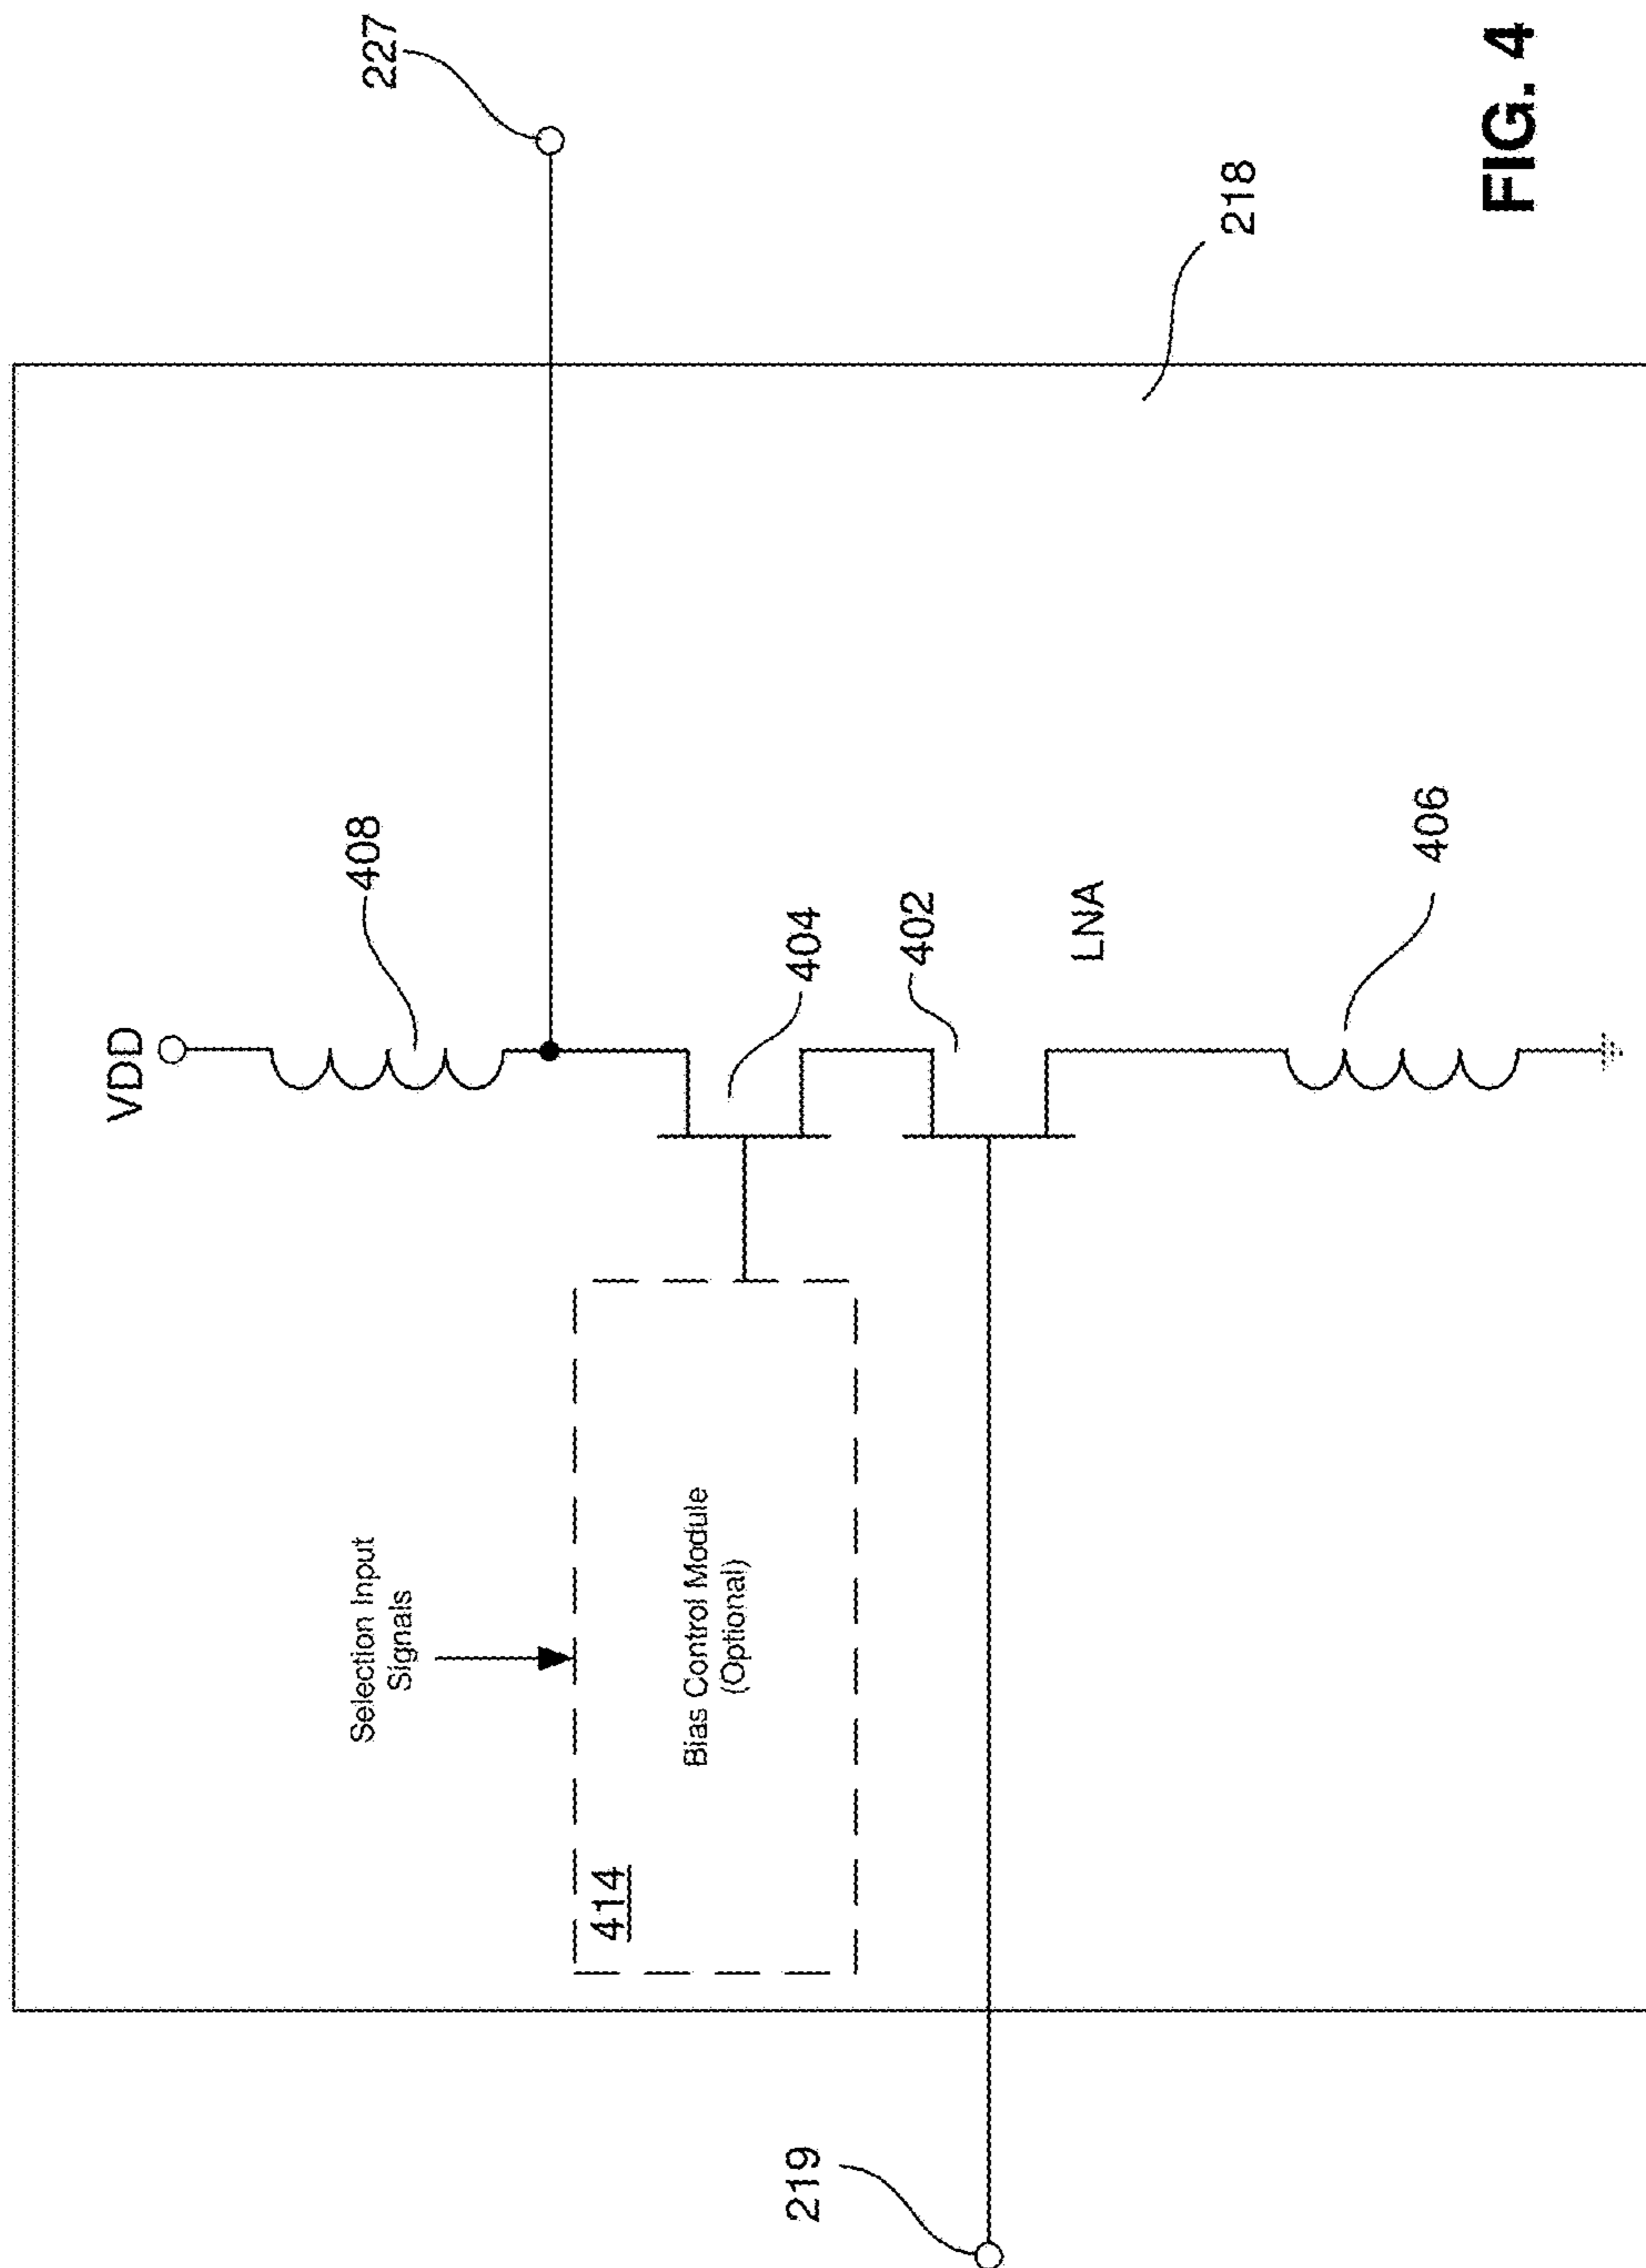 VDD
408
227
Selection Input
Signals
414
Bias Control Module
(Optional)
404
402
LNA
219
406
218
FIG. 4